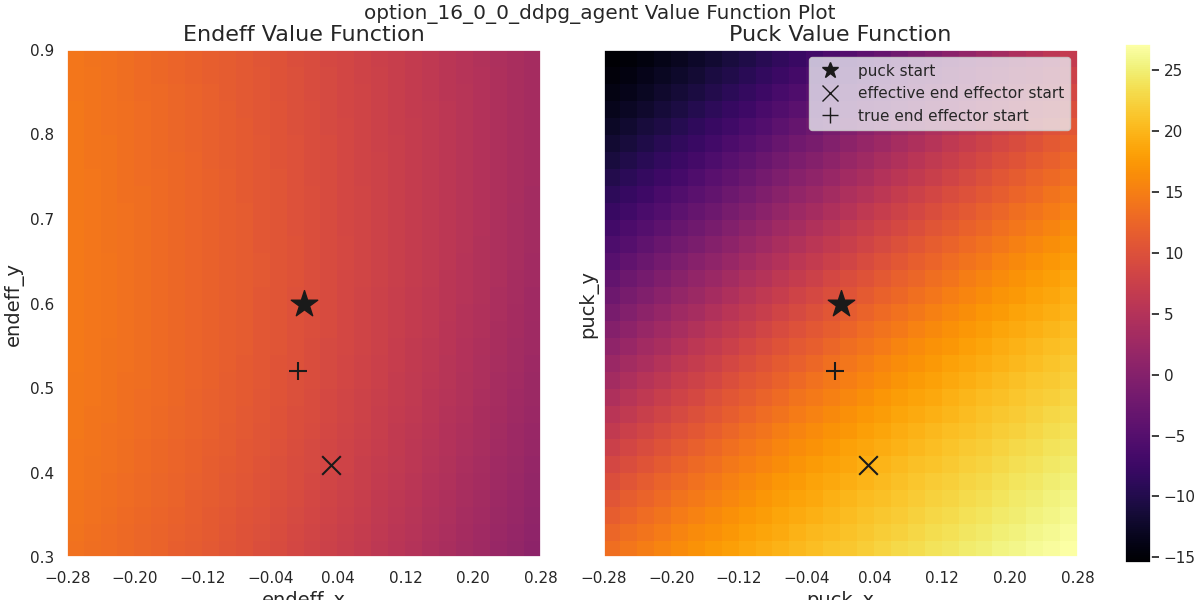 option_16_0_0_ddpg_agent Value Function Plot
Endeff Value Function
Puck Value Function
0.9
0.8
0.7
0.6
0.5
0.4
0.3
endeff_y
−0.28 −0.20 −0.12 −0.04 0.04 0.12 0.20 0.28
endeff_x
puck_y
puck start
effective end effector start
true end effector start
−0.28 −0.20 −0.12 −0.04 0.04 0.12 0.20 0.28
puck_x
25
20
15
10
5
0
−5
−10
−15